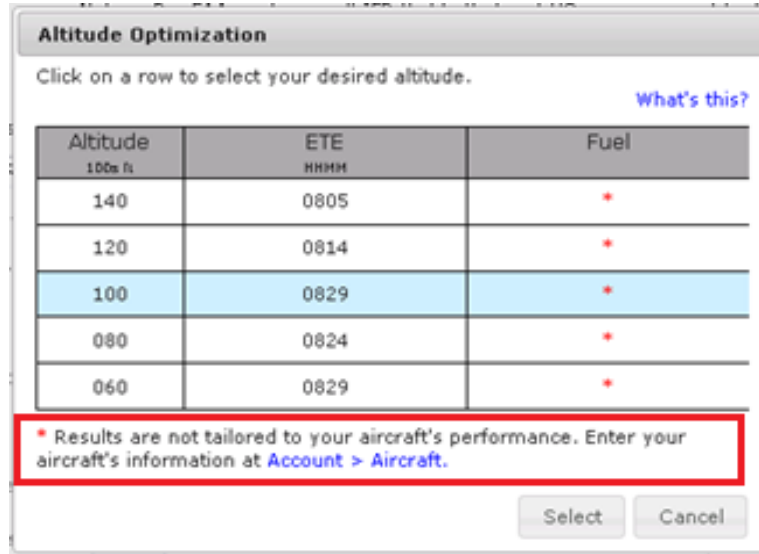 Altitude Optimization
Click on a row to select your desired altitude.
What's this?
Altitude ETE Fuel
100s ft HHMM
140 0805 *
120 0814 *
100 0829 *
080 0824 *
060 0829 *
* Results are not tailored to your aircraft's performance. Enter your
aircraft's information at Account > Aircraft.
Select Cancel